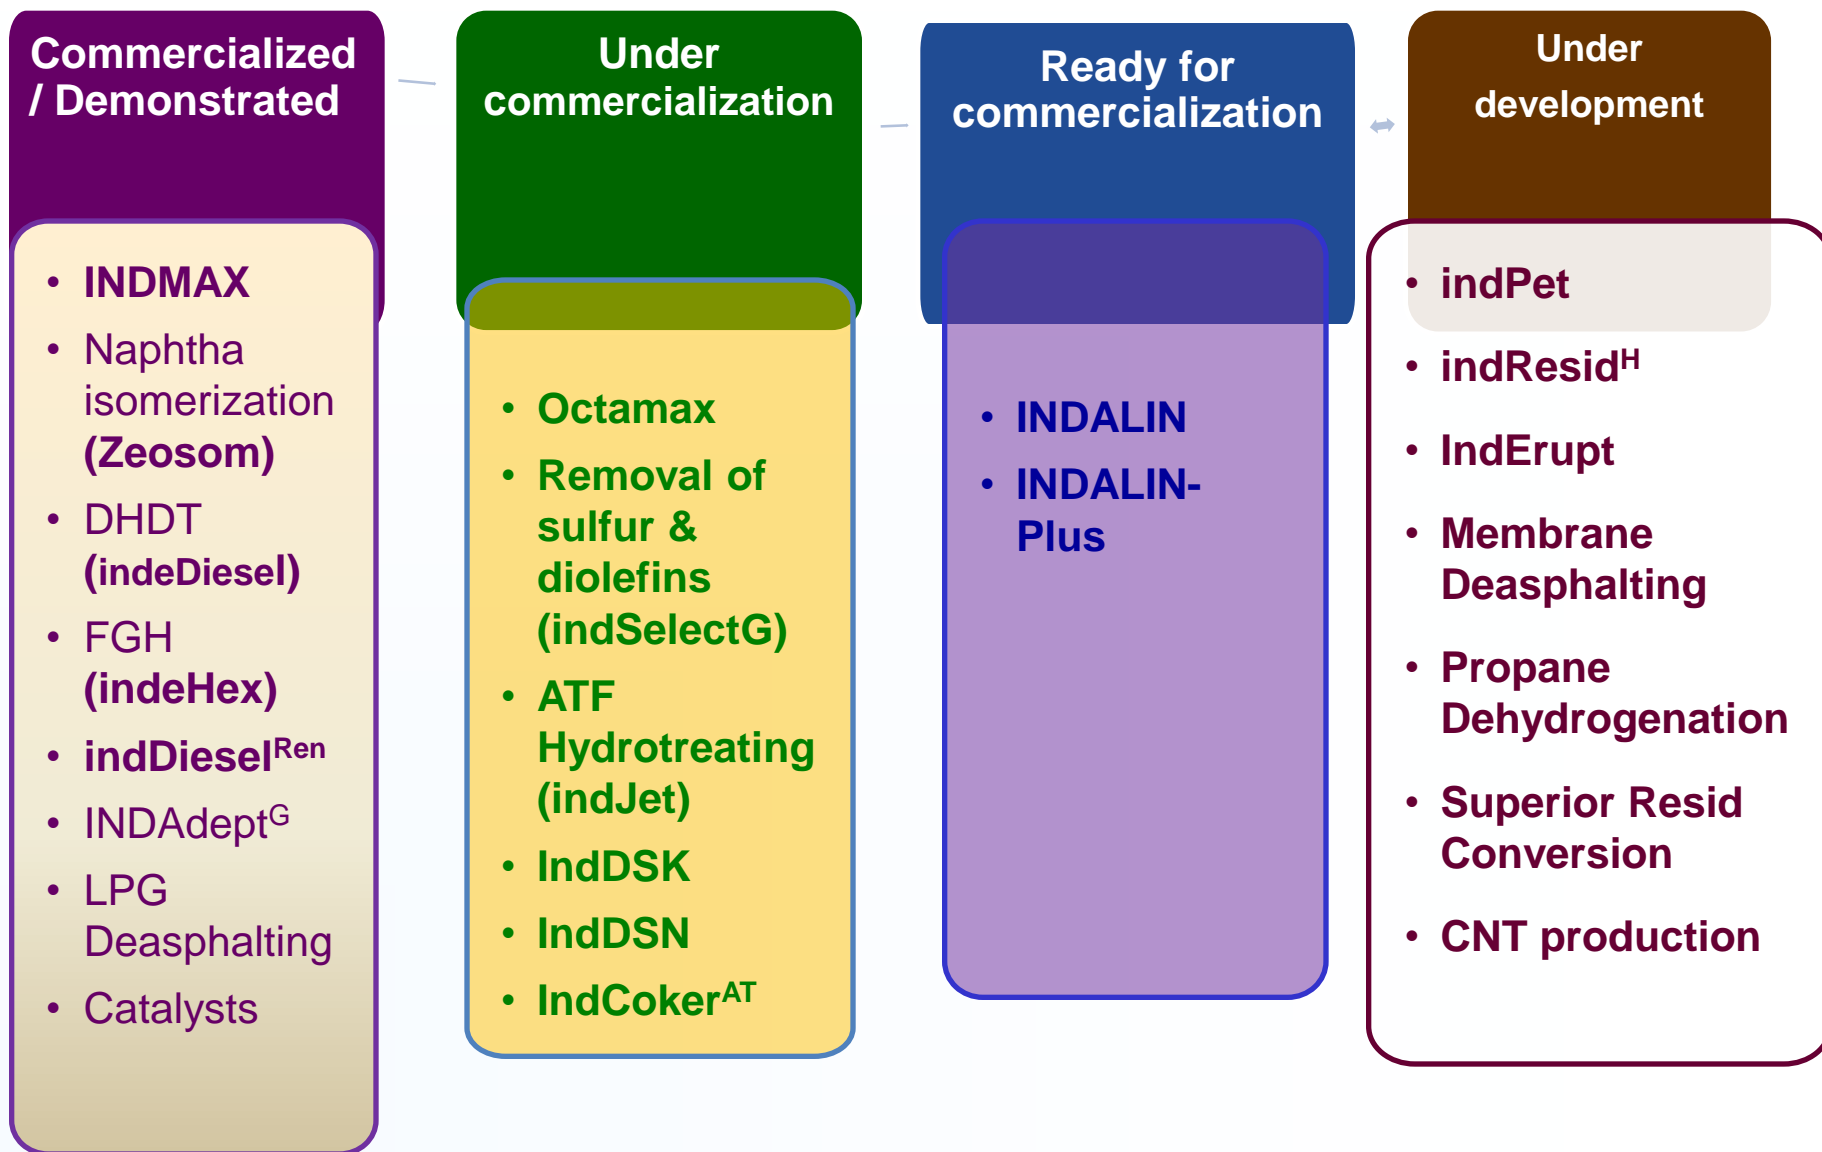 Commercialized
/ Demonstrated
• INDMAX
• Naphtha
isomerization
(Zeosom)
• DHDT
(indeDiesel)
• FGH
(indeHex)
• indDieselᴿᵉⁿ
• INDAdeptᴳ
• LPG
Deasphalting
• Catalysts
Under
commercialization
• Octamax
• Removal of
sulfur &
diolefins
(indSelectG)
• ATF
Hydrotreating
(indJet)
• IndDSK
• IndDSN
• IndCokerᴬᵀ
Ready for
commercialization
• INDALIN
• INDALIN-
Plus
Under
development
• indPet
• indResidᴴ
• IndErupt
• Membrane
Deasphalting
• Propane
Dehydrogenation
• Superior Resid
Conversion
• CNT production